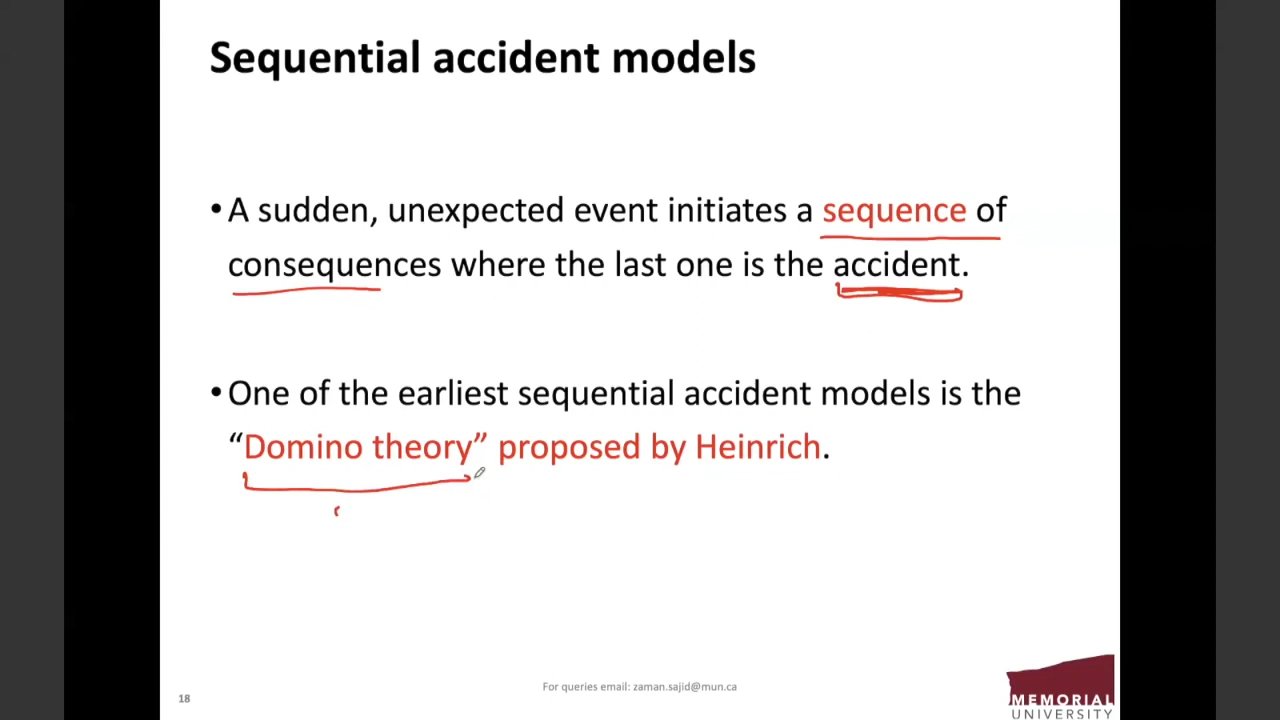 Sequential accident models
• A sudden, unexpected event initiates a sequence of
consequences where the last one is the accident.
• One of the earliest sequential accident models is the
“Domino theory” proposed by Heinrich.
18
For queries email: zaman.sajid@mun.ca
MEMORIAL
UNIVERSITY